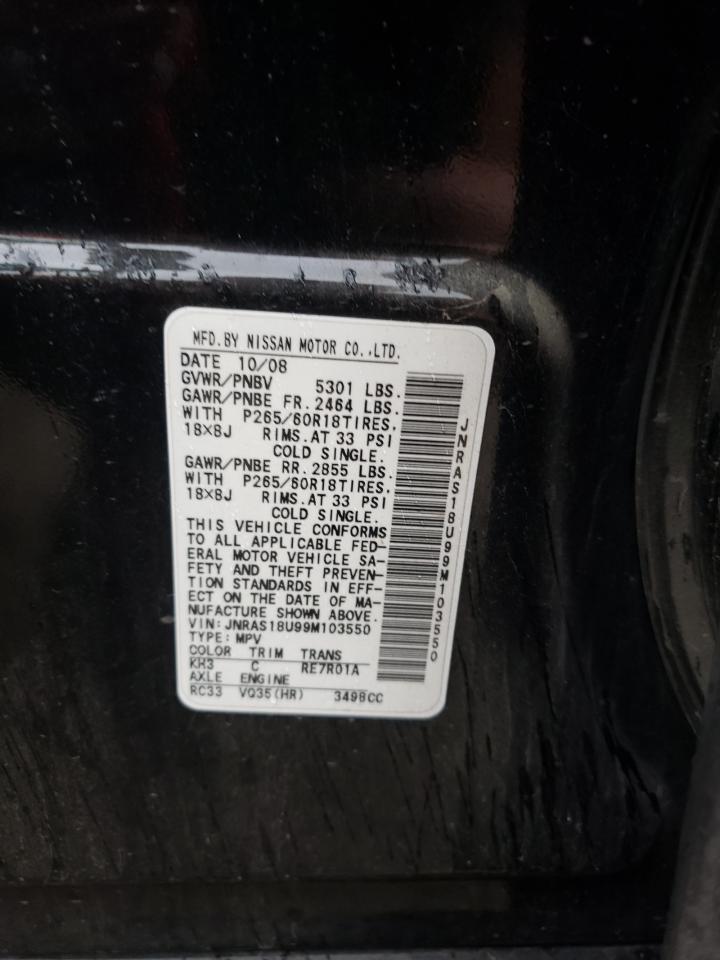 MFD. BY NISSAN MOTOR CO.,LTD.
DATE 10/08
GVWR/PNBV 5301 LBS.
GAWR/PNBE FR. 2464 LBS.
WITH P265/60R18TIRES.
18X8J RIMS. AT 33 PSI
COLD SINGLE.
GAWR/PNBE RR. 2855 LBS.
WITH P265/60R18TIRES.
18X8J RIMS. AT 33 PSI
COLD SINGLE.
THIS VEHICLE CONFORMS
TO ALL APPLICABLE FED-
ERAL MOTOR VEHICLE SA-
FETY AND THEFT PREVEN-
TION STANDARDS IN EFF-
ECT ON THE DATE OF MA-
NUFACTURE SHOWN ABOVE.
VIN: JNRAS18U99M103550
TYPE: MPV
COLOR TRIM TRANS
KH3 C RE7R01A
AXLE ENGINE
RC33 VQ35(HR) 3498CC
JNRAS18U99M103550